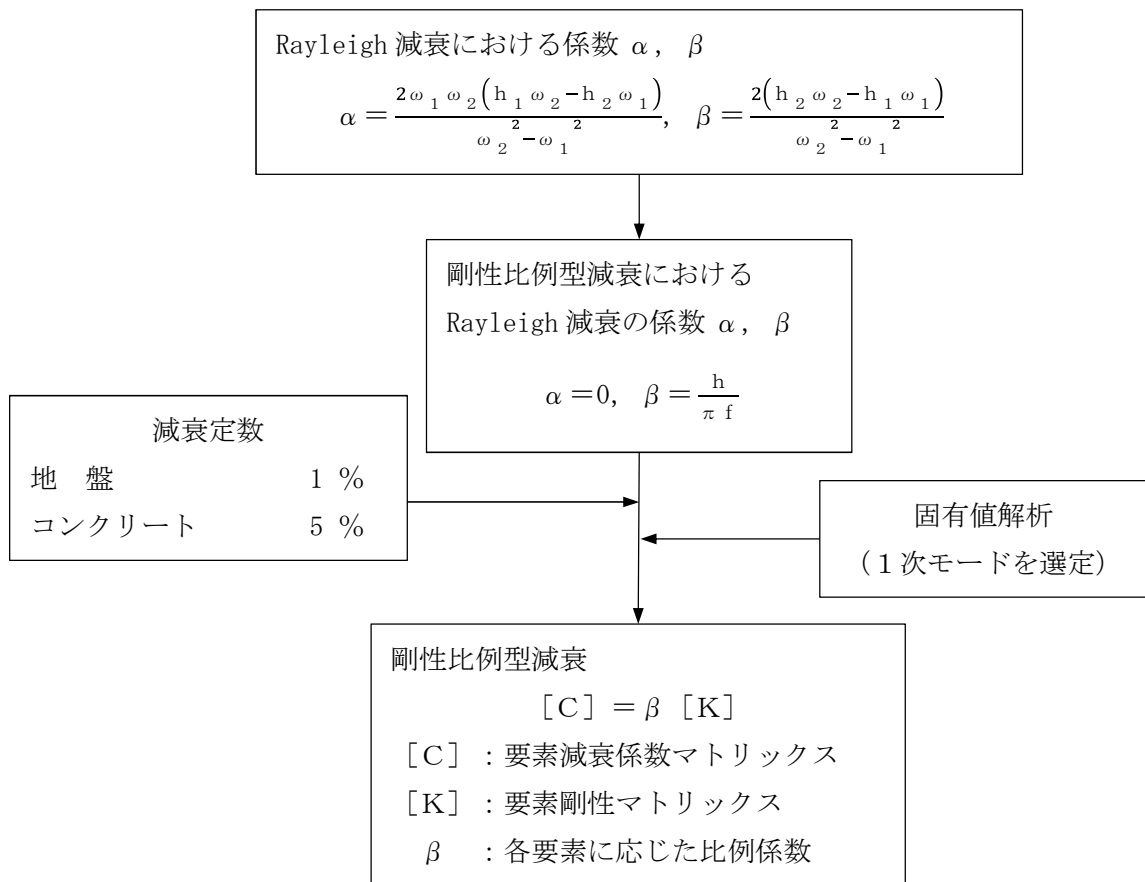 Rayleigh 減衰における係数 α, β
α＝2ω₁ω₂(h₁ω₂−h₂ω₁)/(ω₂²−ω₁²), β＝2(h₂ω₂−h₁ω₁)/(ω₂²−ω₁²)
剛性比例型減衰における
Rayleigh 減衰の係数 α, β
α＝0, β＝h/(πf)
減衰定数
地　盤　1 %
コンクリート　5 %
固有値解析
（１次モードを選定）
剛性比例型減衰
［C］＝β［K］
［C］：要素減衰係数マトリックス
［K］：要素剛性マトリックス
β　：各要素に応じた比例係数